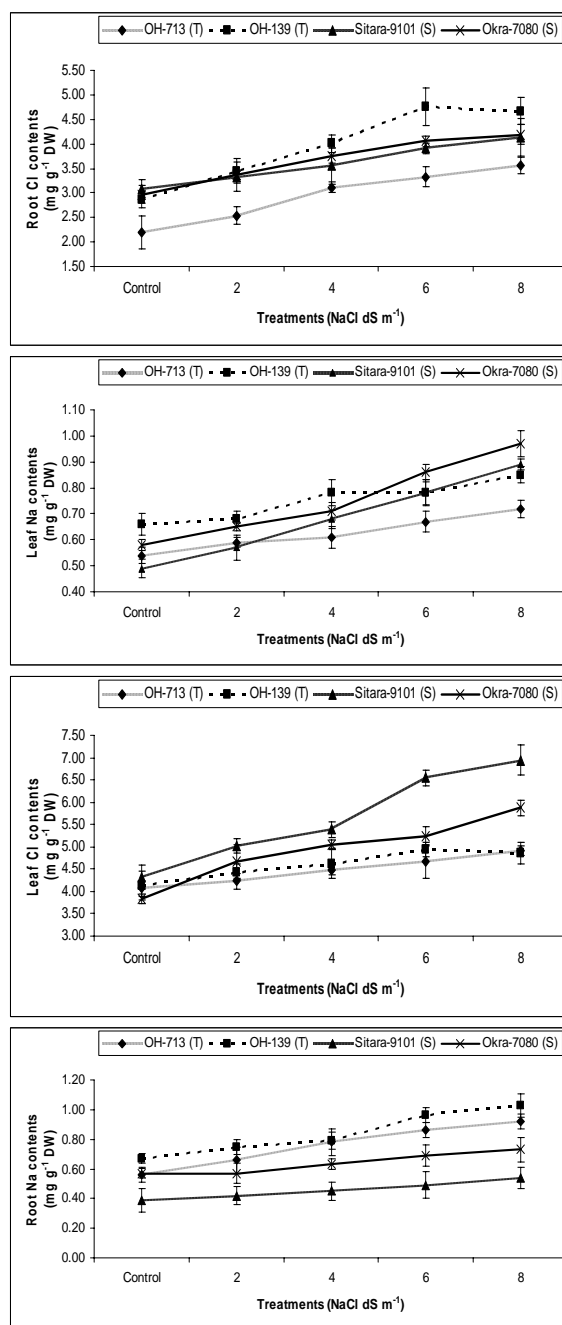 OH-713 (T) OH-139 (T) Sitara-9101 (S) Okra-7080 (S)
Root Cl contents
(mg g⁻¹ DW)
5.50
5.00
4.50
4.00
3.50
3.00
2.50
2.00
1.50
Control 2 4 6 8
Treatments (NaCl dS m⁻¹)
OH-713 (T) OH-139 (T) Sitara-9101 (S) Okra-7080 (S)
Leaf Na contents
(mg g⁻¹ DW)
1.10
1.00
0.90
0.80
0.70
0.60
0.50
0.40
Control 2 4 6 8
Treatments (NaCl dS m⁻¹)
OH-713 (T) OH-139 (T) Sitara-9101 (S) Okra-7080 (S)
Leaf Cl contents
(mg g⁻¹ DW)
7.50
7.00
6.50
6.00
5.50
5.00
4.50
4.00
3.50
3.00
Control 2 4 6 8
Treatments (NaCl dS m⁻¹)
OH-713 (T) OH-139 (T) Sitara-9101 (S) Okra-7080 (S)
Root Na contents
(mg g⁻¹ DW)
1.20
1.00
0.80
0.60
0.40
0.20
0.00
Control 2 4 6 8
Treatments (NaCl dS m⁻¹)